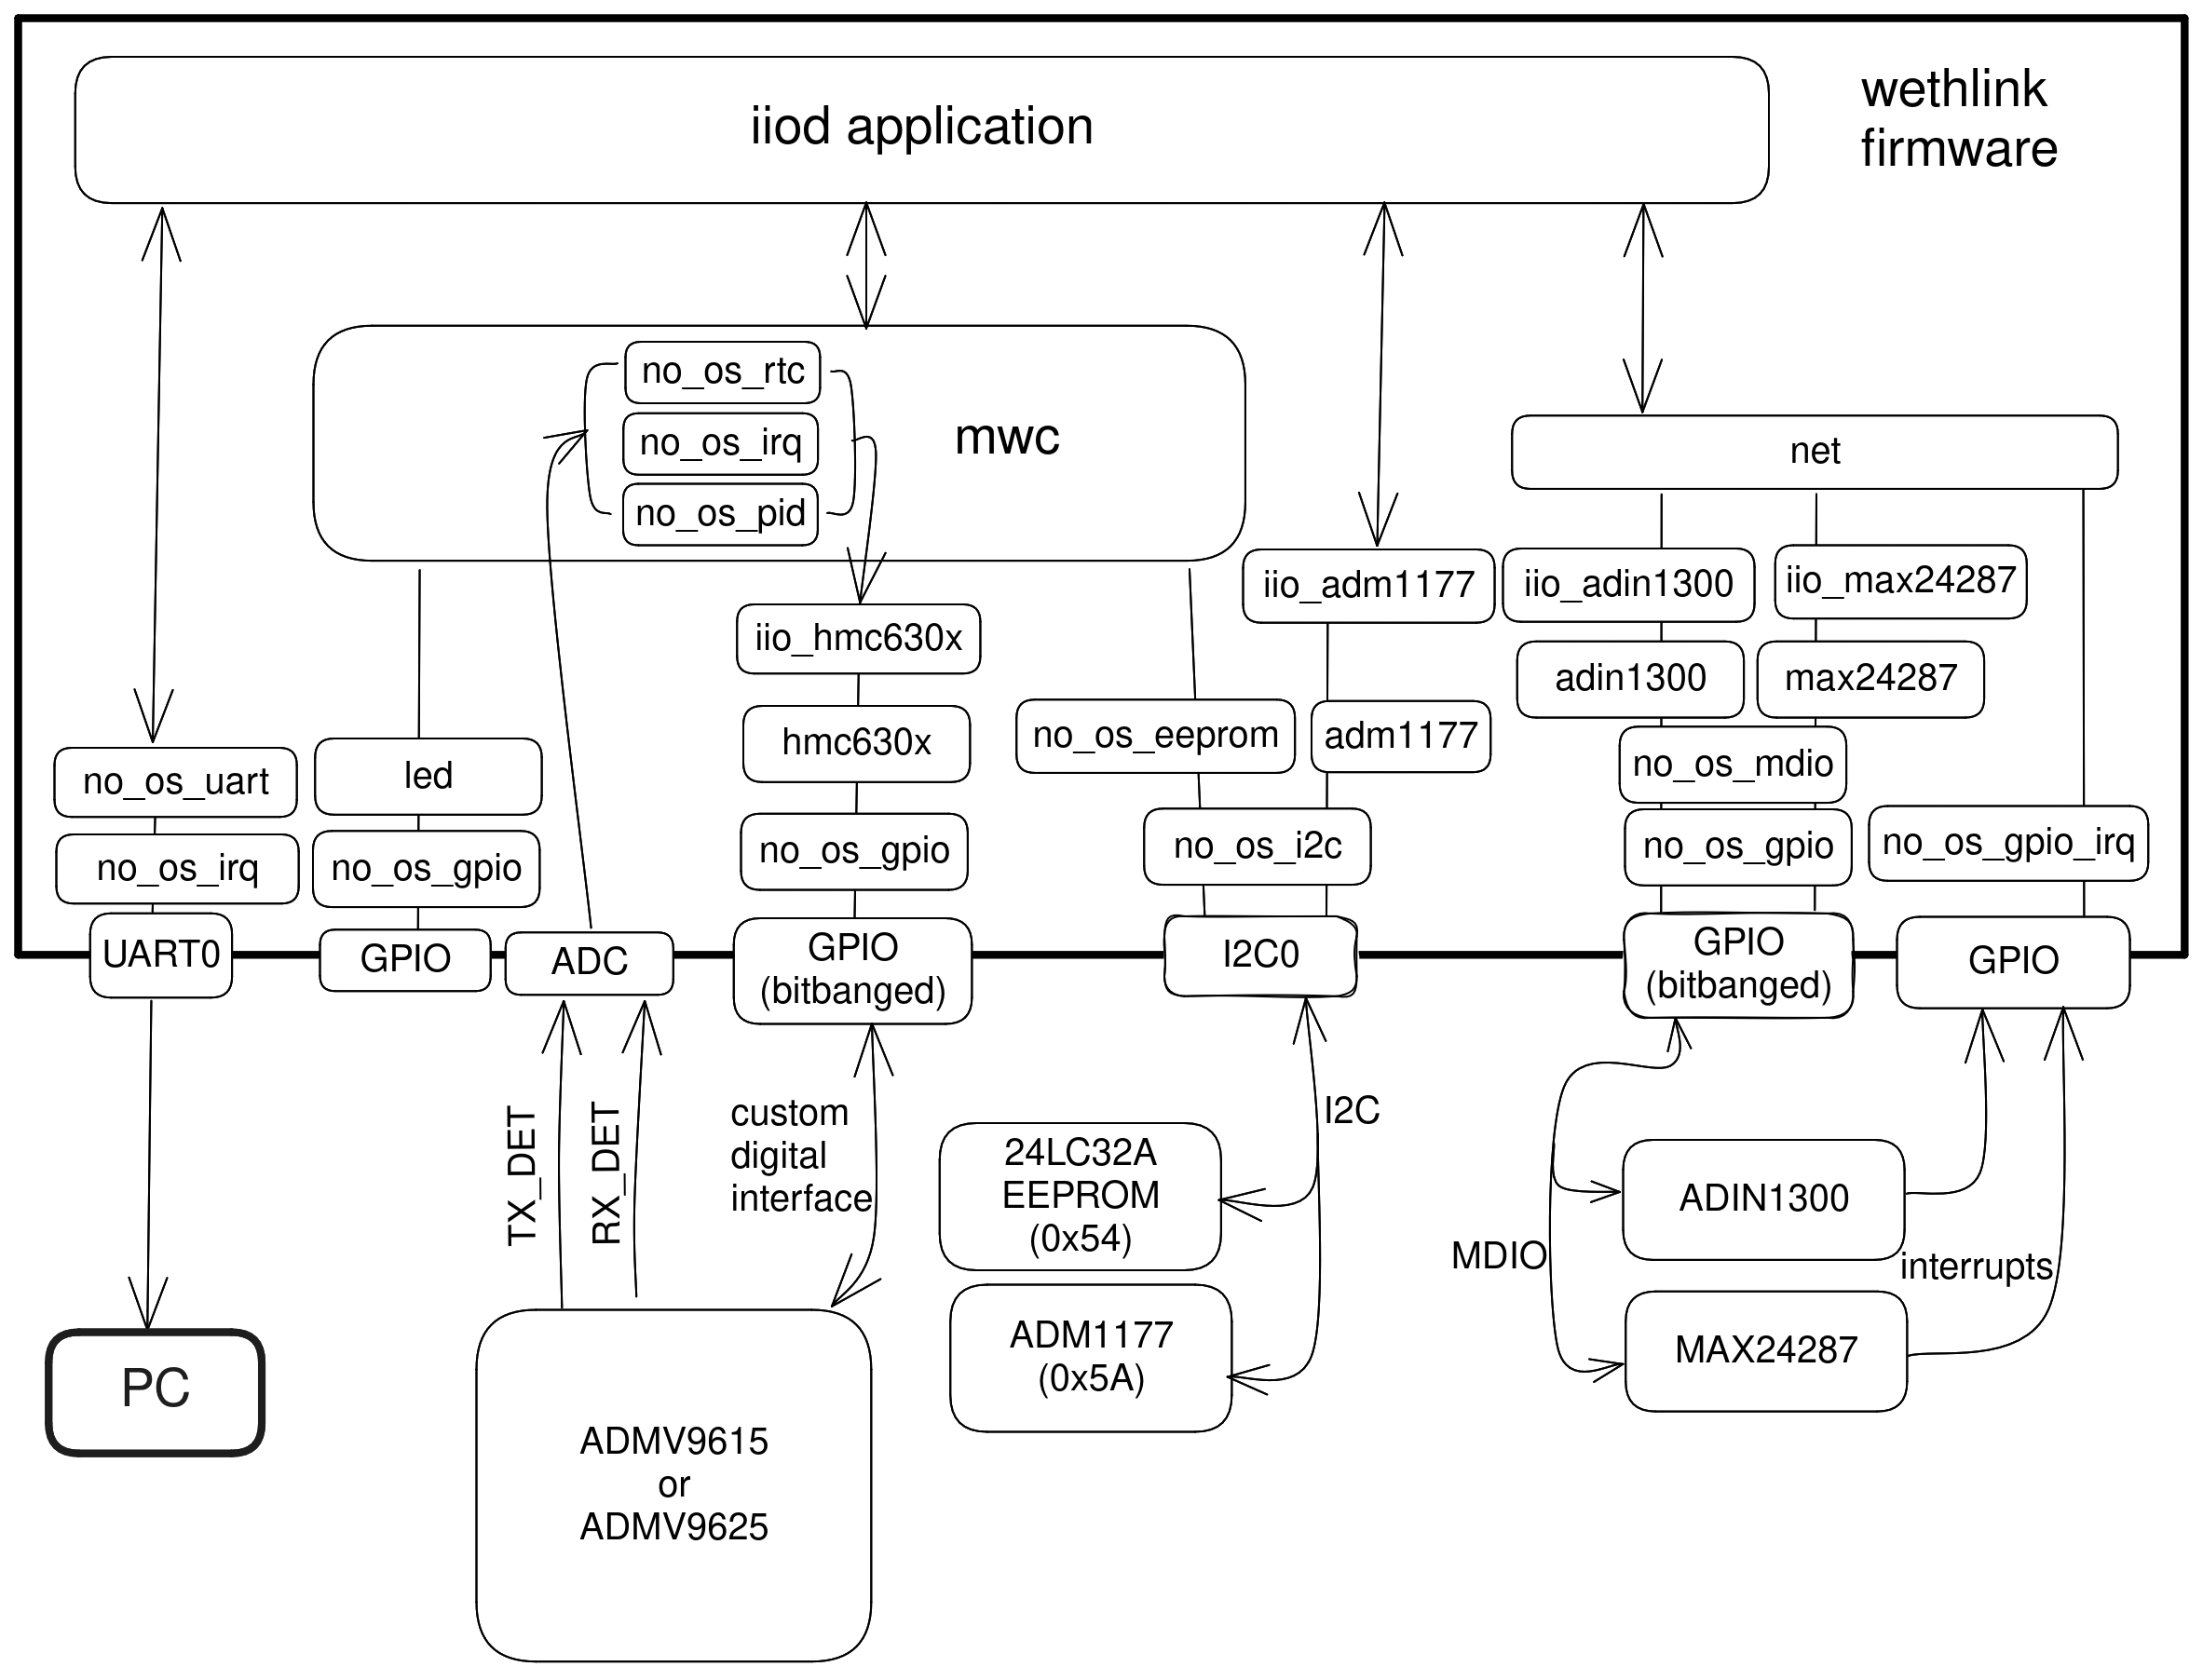 wethlink
firmware
iiod application
no_os_rtc
no_os_irq
no_os_pid
mwc
net
iio_adm1177
iio_adin1300
iio_max24287
iio_hmc630x
adin1300
max24287
hmc630x
no_os_eeprom
adm1177
no_os_mdio
no_os_uart
led
no_os_gpio
no_os_i2c
no_os_gpio
no_os_gpio_irq
no_os_irq
no_os_gpio
UART0
GPIO
ADC
GPIO
(bitbanged)
I2C0
GPIO
(bitbanged)
GPIO
TX_DET
RX_DET
custom
digital
interface
I2C
24LC32A
EEPROM
(0x54)
ADIN1300
MDIO
interrupts
ADM1177
(0x5A)
MAX24287
PC
ADMV9615
or
ADMV9625